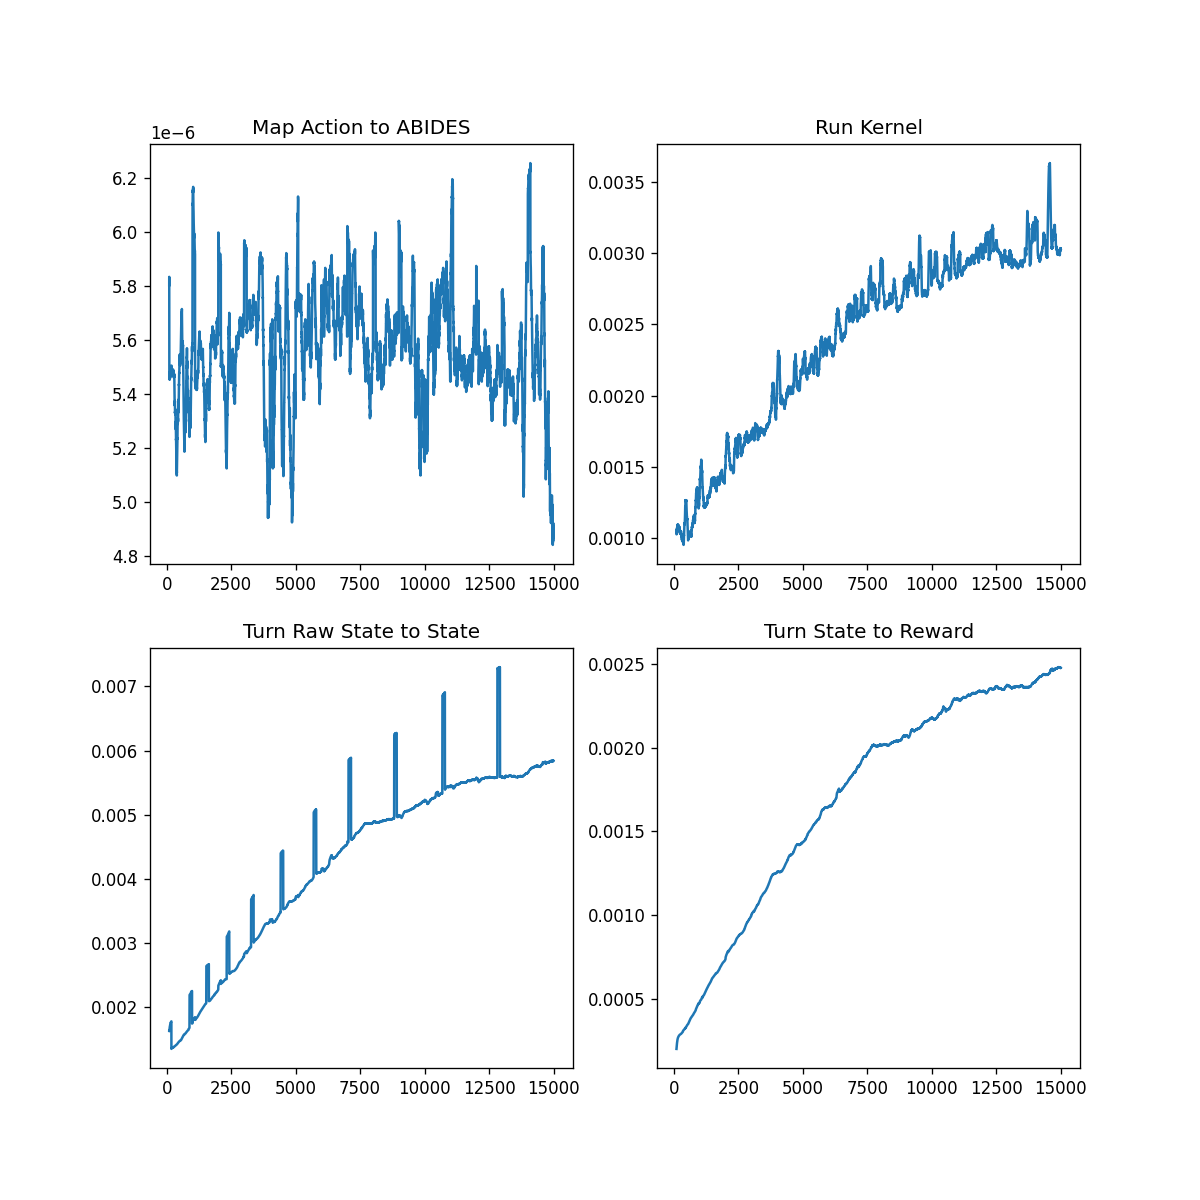 Map Action to ABIDES
1e−6
6.2
6.0
5.8
5.6
5.4
5.2
5.0
4.8
0 2500 5000 7500 10000 12500 15000
Run Kernel
0.0035
0.0030
0.0025
0.0020
0.0015
0.0010
0 2500 5000 7500 10000 12500 15000
Turn Raw State to State
0.007
0.006
0.005
0.004
0.003
0.002
0 2500 5000 7500 10000 12500 15000
Turn State to Reward
0.0025
0.0020
0.0015
0.0010
0.0005
0 2500 5000 7500 10000 12500 15000